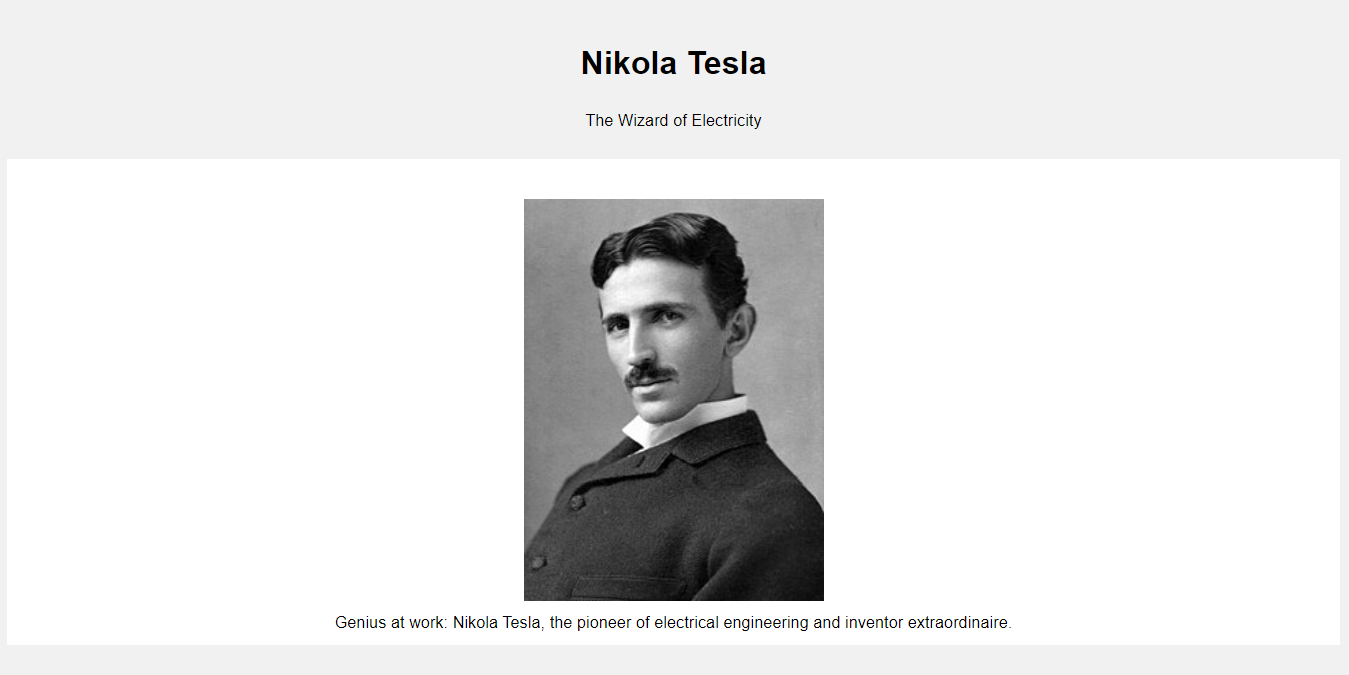 Nikola Tesla
The Wizard of Electricity
Genius at work: Nikola Tesla, the pioneer of electrical engineering and inventor extraordinaire.